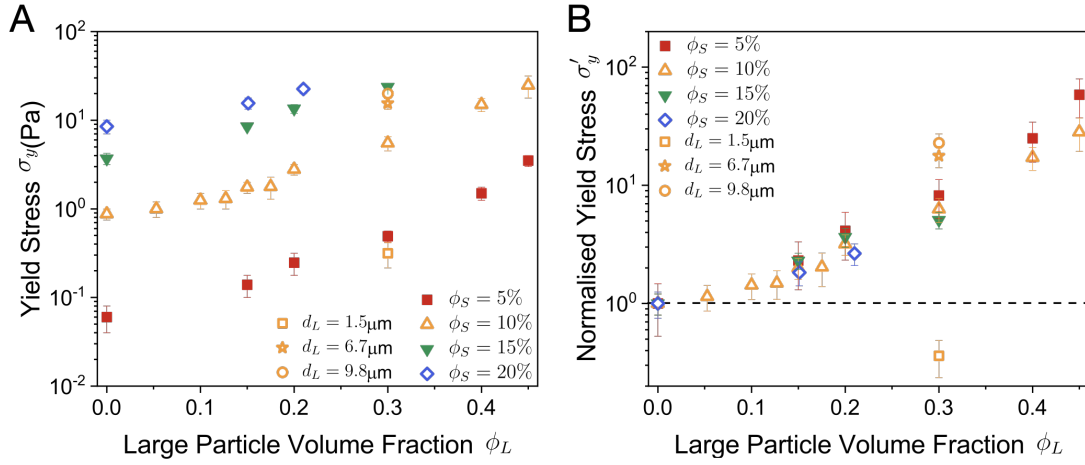 A
Yield Stress σ_y(Pa)
10^2
10^1
10^0
10^-1
10^-2
0.0 0.1 0.2 0.3 0.4
Large Particle Volume Fraction ϕ_L
d_L = 1.5μm
d_L = 6.7μm
d_L = 9.8μm
ϕ_S = 5%
ϕ_S = 10%
ϕ_S = 15%
ϕ_S = 20%
B
Normalised Yield Stress σ′_y
10^2
10^1
10^0
0.0 0.1 0.2 0.3 0.4
Large Particle Volume Fraction ϕ_L
ϕ_S = 5%
ϕ_S = 10%
ϕ_S = 15%
ϕ_S = 20%
d_L = 1.5μm
d_L = 6.7μm
d_L = 9.8μm